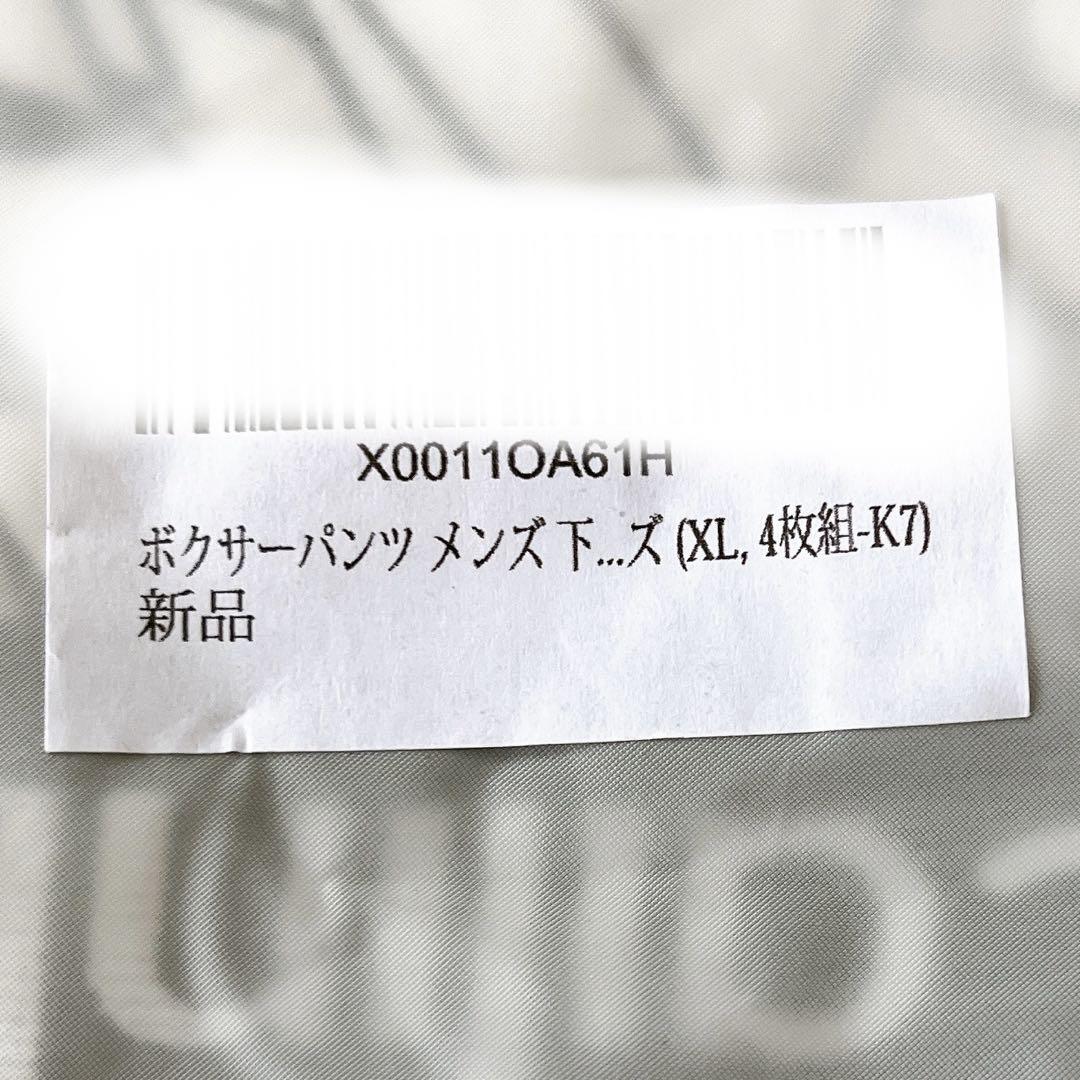 X0011OA61H
ボクサーパンツ メンズ 下...ズ (XL, 4枚組-K7)
新品